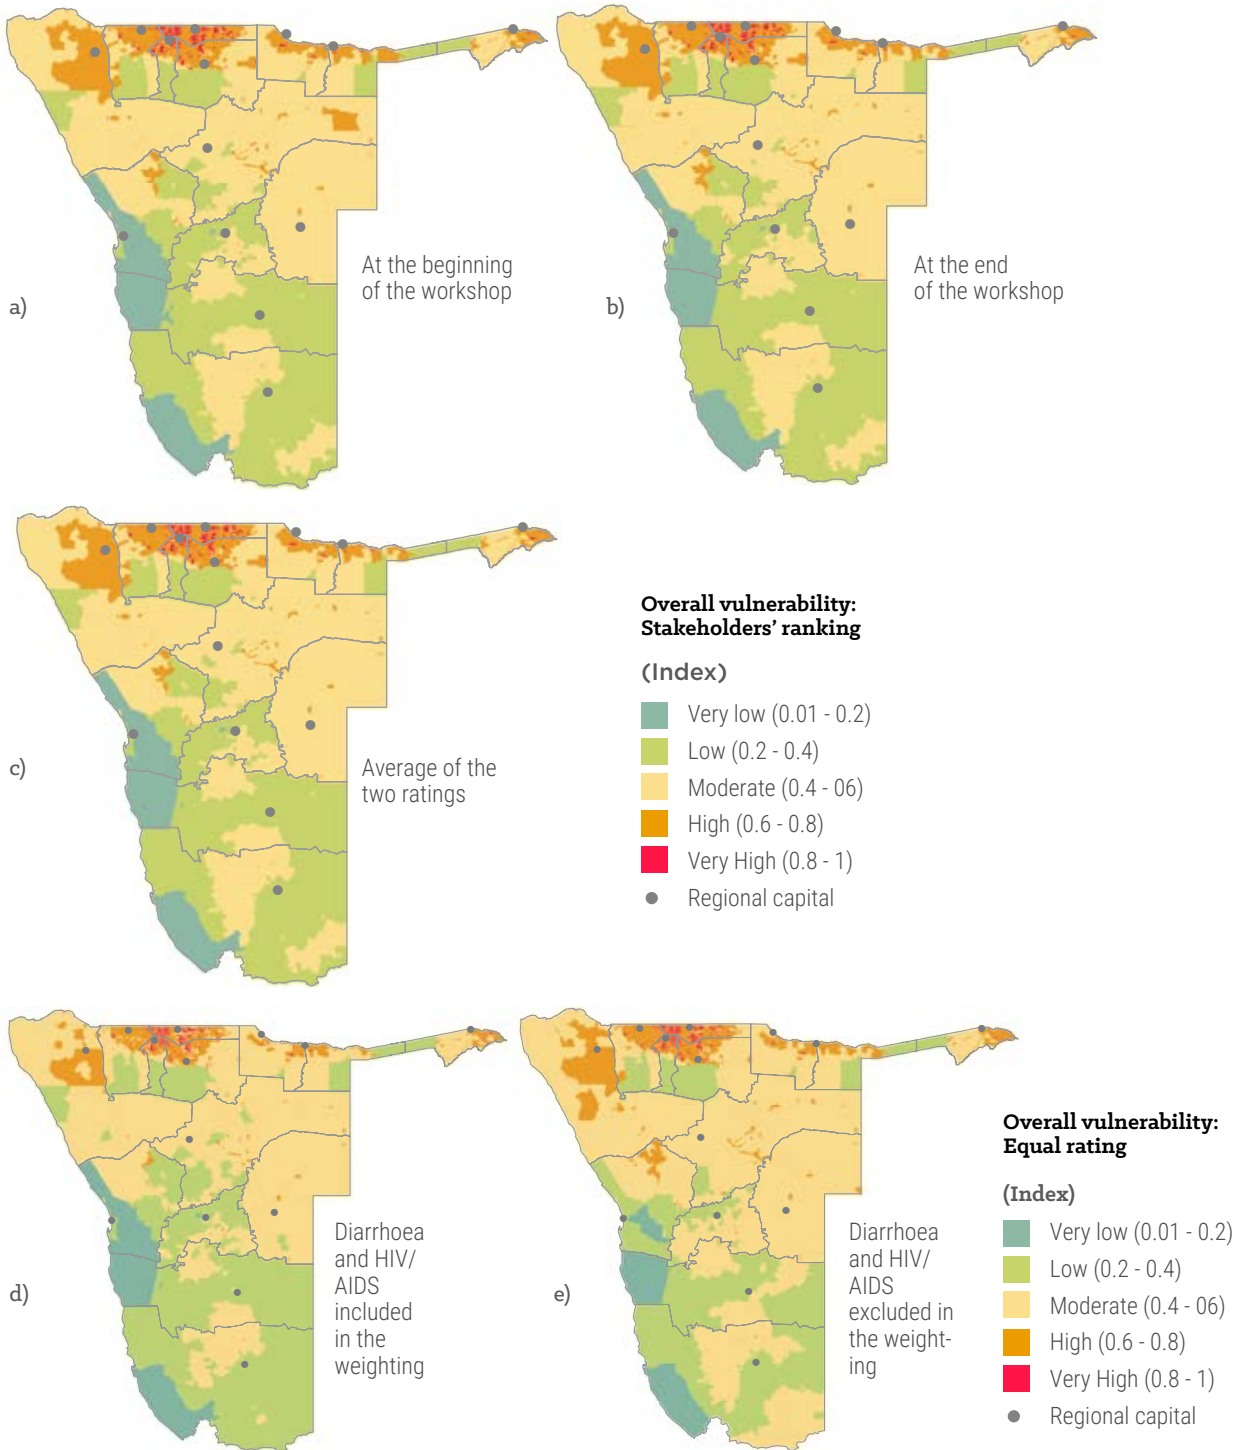 At the beginning
of the workshop
a)
At the end
of the workshop
b)
Average of the
two ratings
c)
Overall vulnerability:
Stakeholders' ranking
(Index)
Very low (0.01 - 0.2)
Low (0.2 - 0.4)
Moderate (0.4 - 06)
High (0.6 - 0.8)
Very High (0.8 - 1)
Regional capital
Diarrhoea
and HIV/
AIDS
included
in the
weighting
d)
Diarrhoea
and HIV/
AIDS
excluded in
the weight-
ing
e)
Overall vulnerability:
Equal rating
(Index)
Very low (0.01 - 0.2)
Low (0.2 - 0.4)
Moderate (0.4 - 06)
High (0.6 - 0.8)
Very High (0.8 - 1)
Regional capital